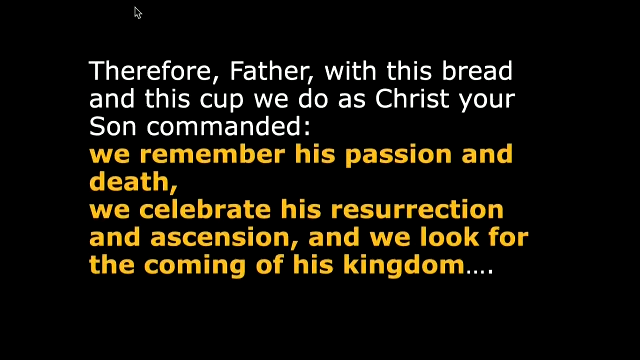 Therefore, Father, with this bread
and this cup we do as Christ your
Son commanded:
we remember his passion and
death,
we celebrate his resurrection
and ascension, and we look for
the coming of his kingdom….